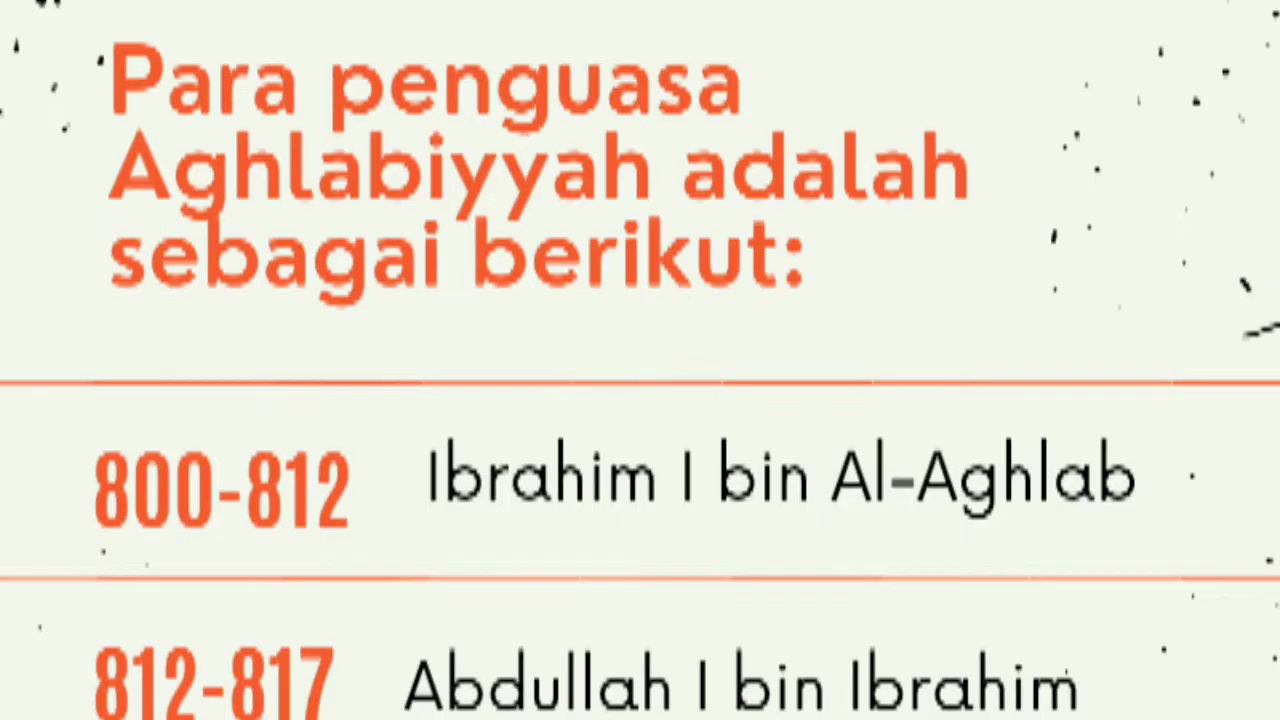 Para penguasa
Aghlabiyyah adalah
sebagai berikut:
800-812 Ibrahim I bin Al-Aghlab
812-817 Abdullah I bin Ibrahim